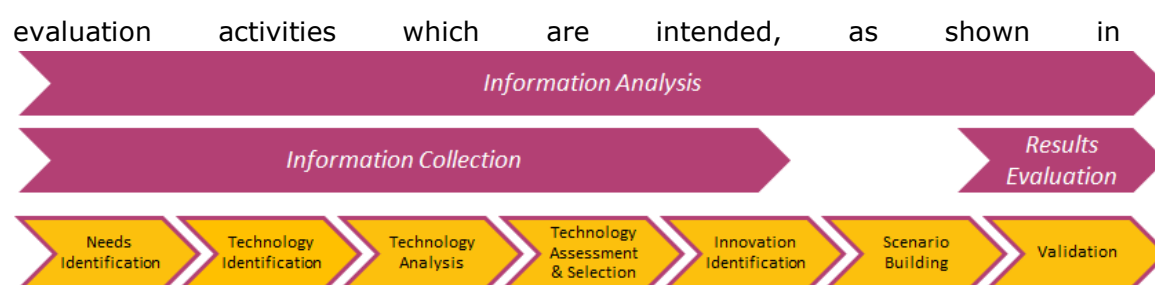 evaluation activities which are intended, as shown in
Information Analysis
Information Collection
Results
Evaluation
Needs
Identification
Technology
Identification
Technology
Analysis
Technology
Assessment
& Selection
Innovation
Identification
Scenario
Building
Validation